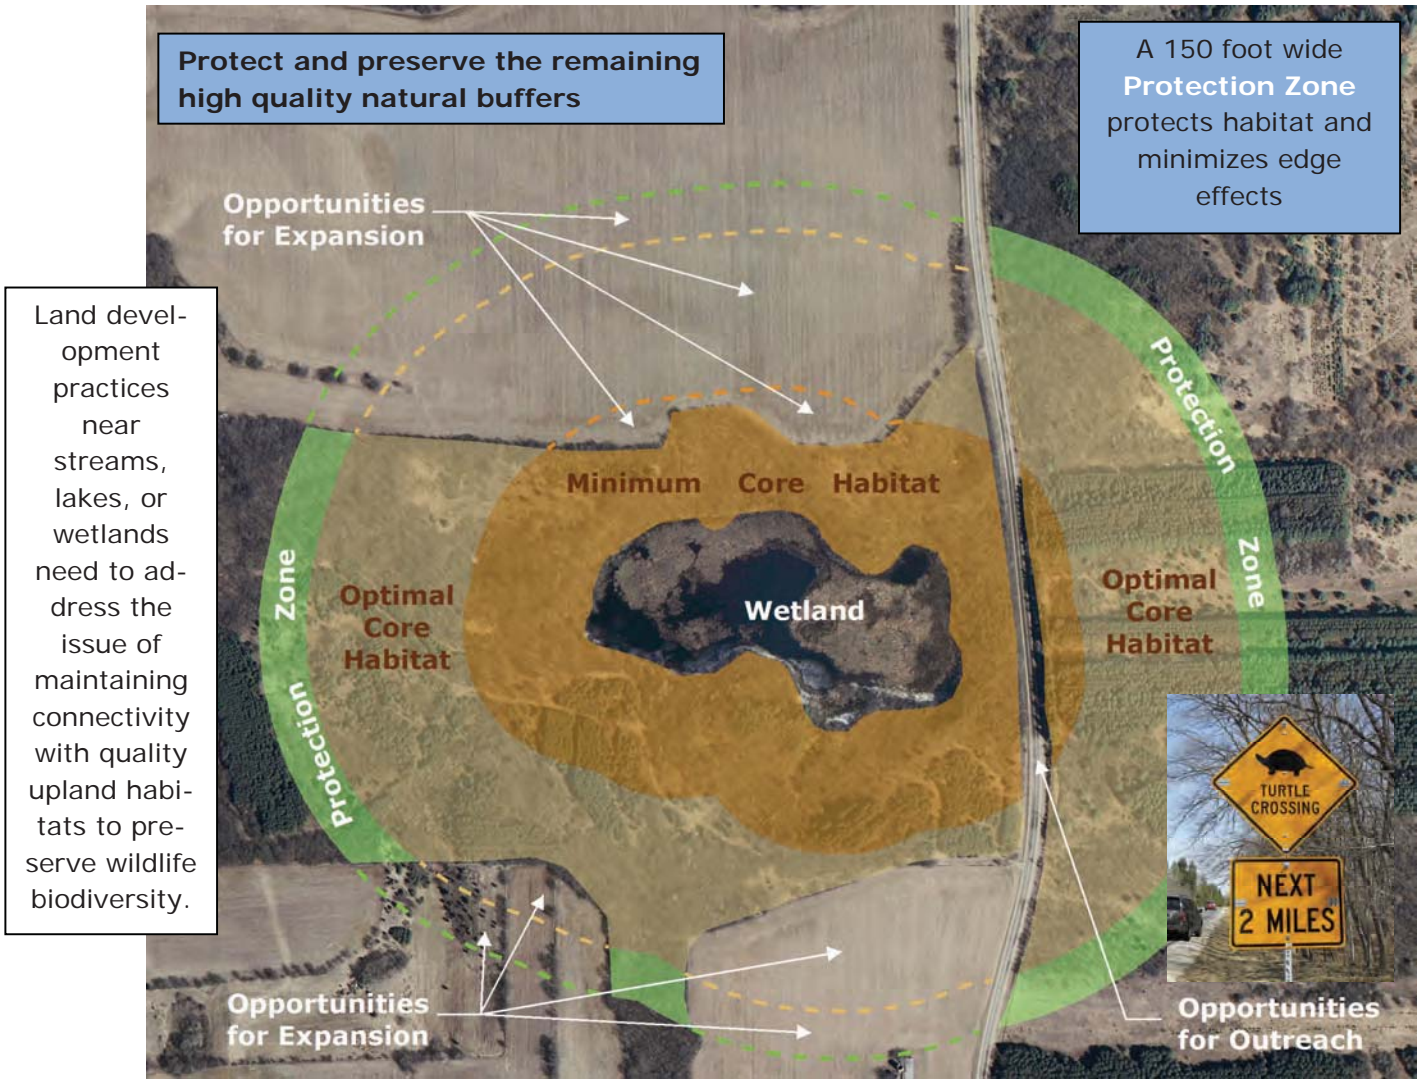 Protect and preserve the remaining
high quality natural buffers
A 150 foot wide
Protection Zone
protects habitat and
minimizes edge
effects
Opportunities
for Expansion
Land devel-
opment
practices
near
streams,
lakes, or
wetlands
need to ad-
dress the
issue of
maintaining
connectivity
with quality
upland habi-
tats to pre-
serve wildlife
biodiversity.
Protection Zone
Minimum Core Habitat
Optimal
Core
Habitat
Wetland
Optimal
Core
Habitat
Protection Zone
TURTLE
CROSSING
NEXT
2 MILES
Opportunities
for Expansion
Opportunities
for Outreach